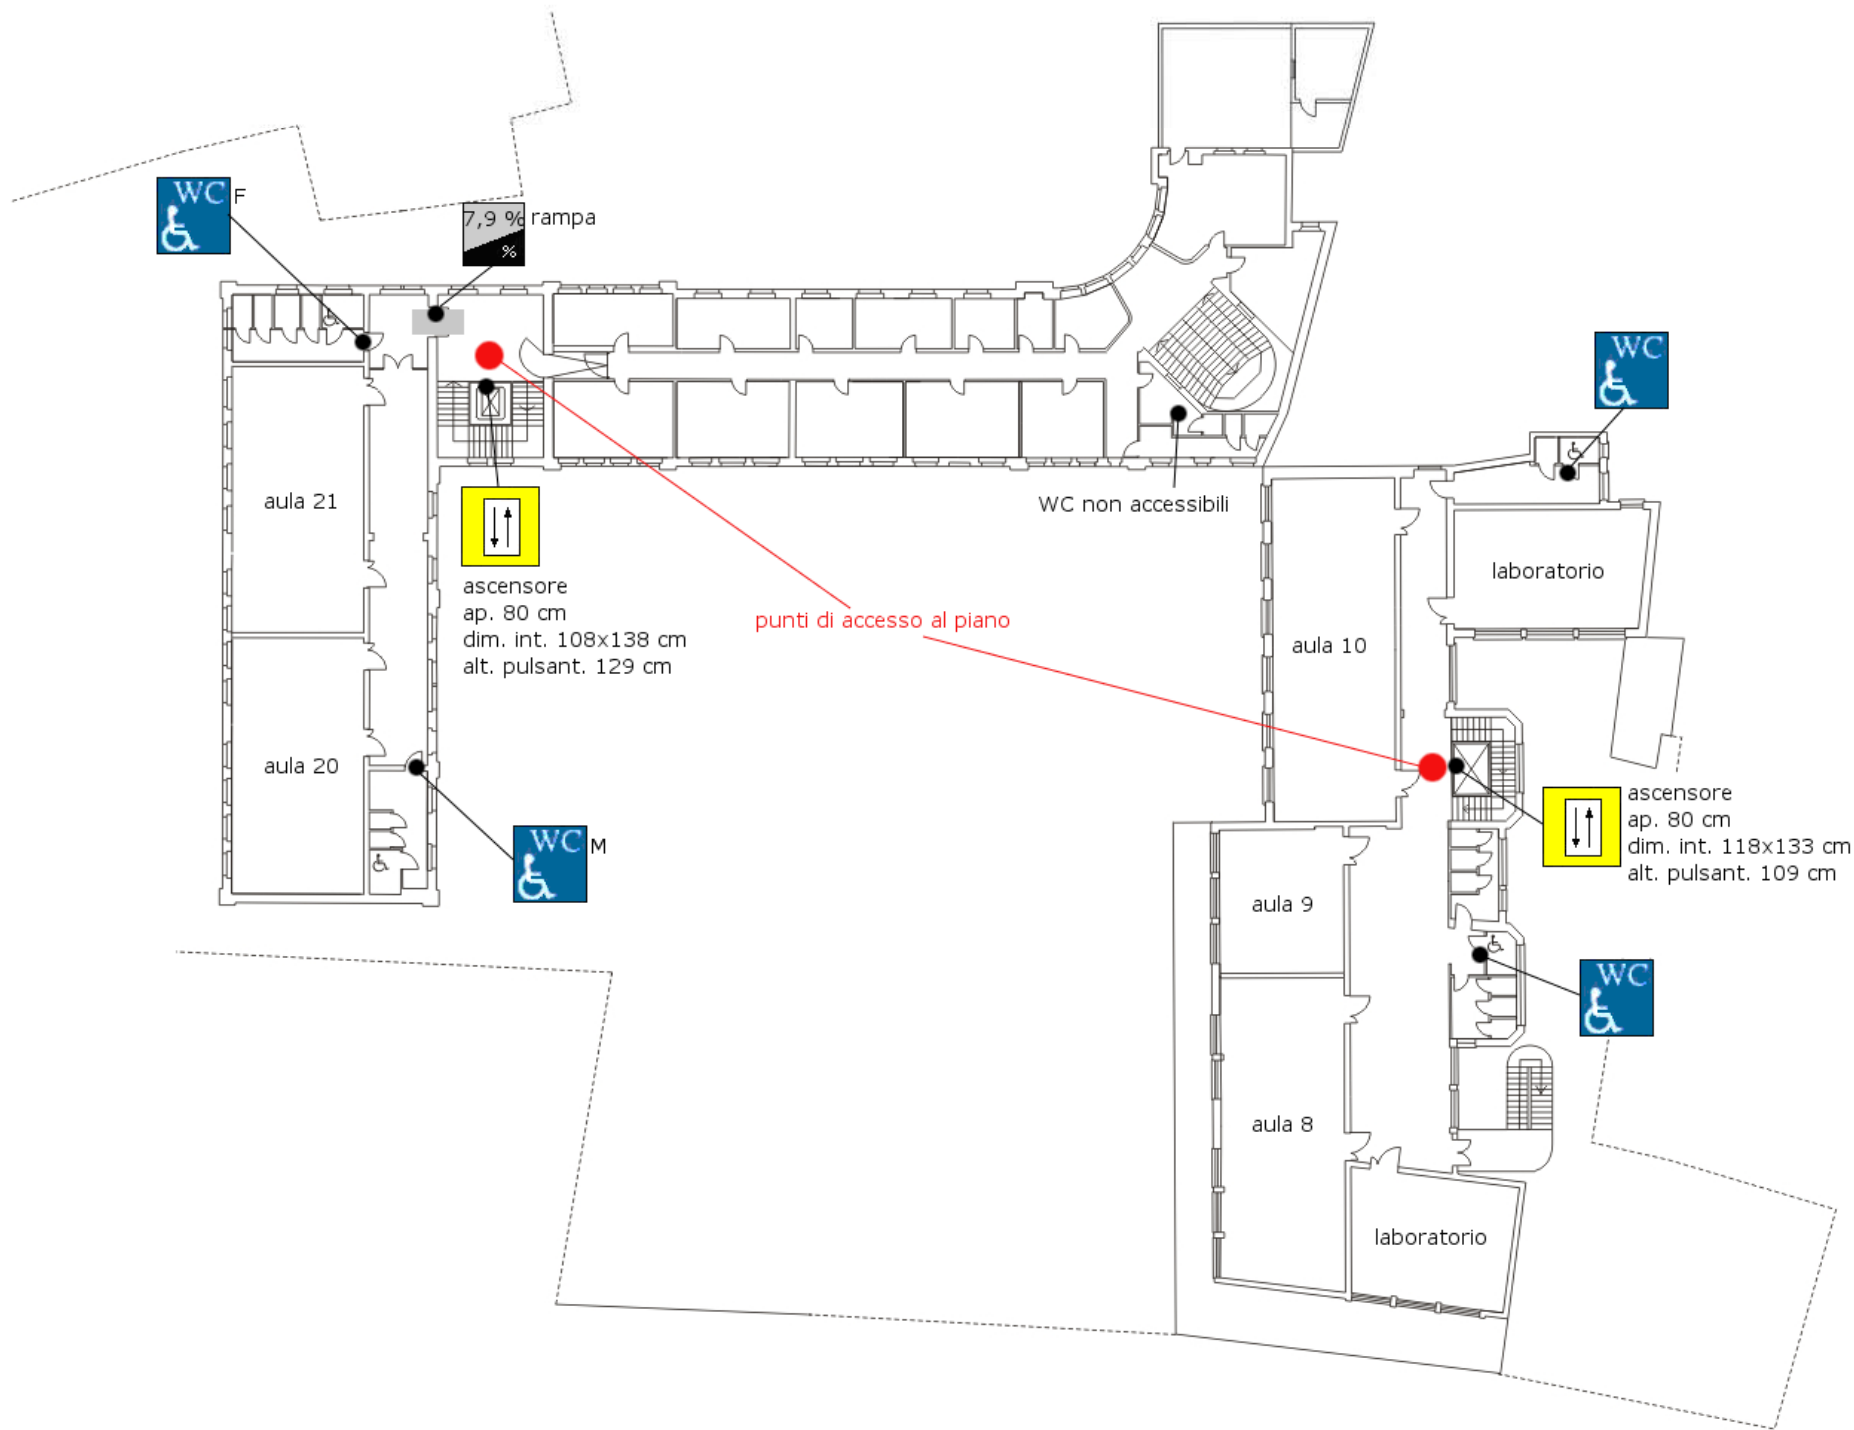 WC F
7,9 % rampa
%
WC
aula 21
WC non accessibili
laboratorio
ascensore
ap. 80 cm
dim. int. 108x138 cm
alt. pulsant. 129 cm
punti di accesso al piano
aula 10
aula 20
ascensore
ap. 80 cm
dim. int. 118x133 cm
alt. pulsant. 109 cm
WC M
aula 9
WC
aula 8
laboratorio